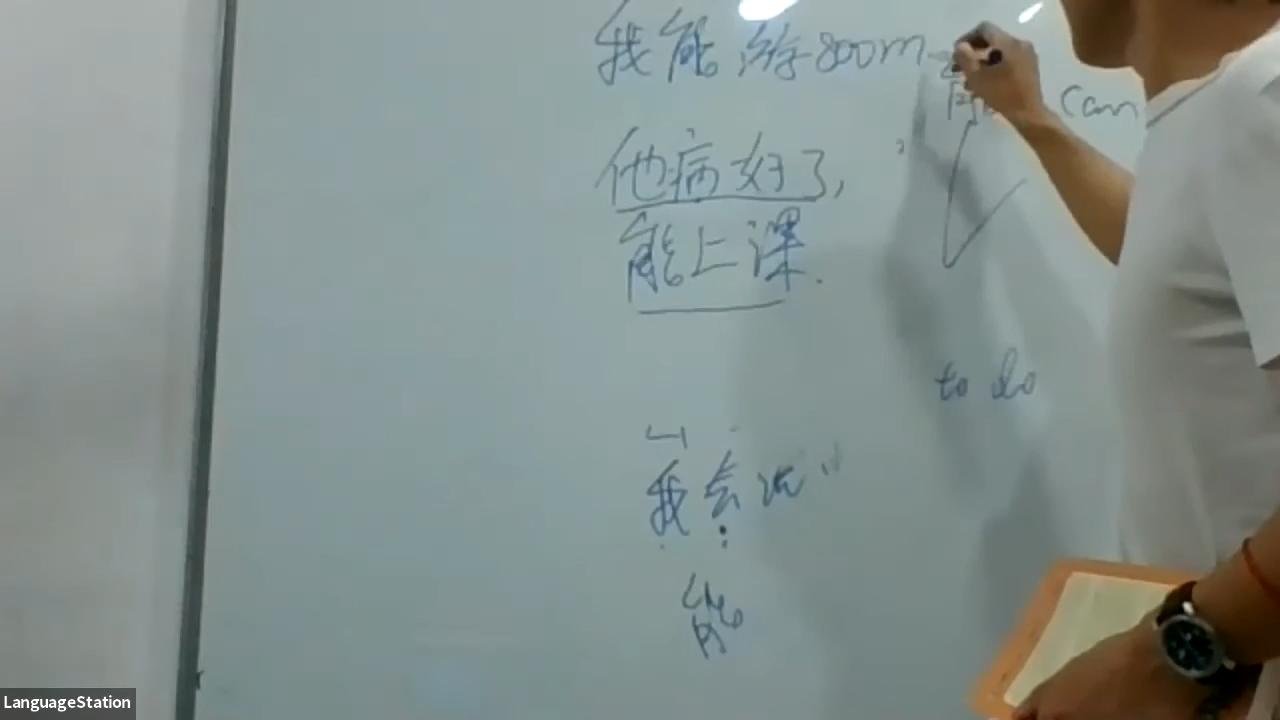 我能游800m
能 can
他病好了,
能上课.
to do
我会说
能
LanguageStation